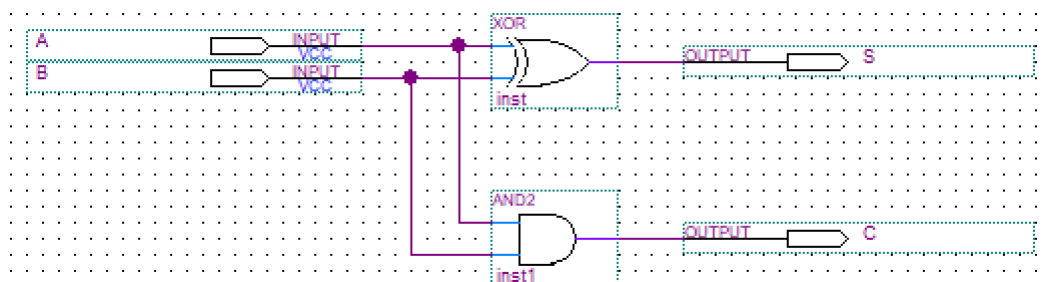 XOR
A INPUT
VCC
B INPUT
VCC
OUTPUT S
inst
AND2
OUTPUT C
inst1